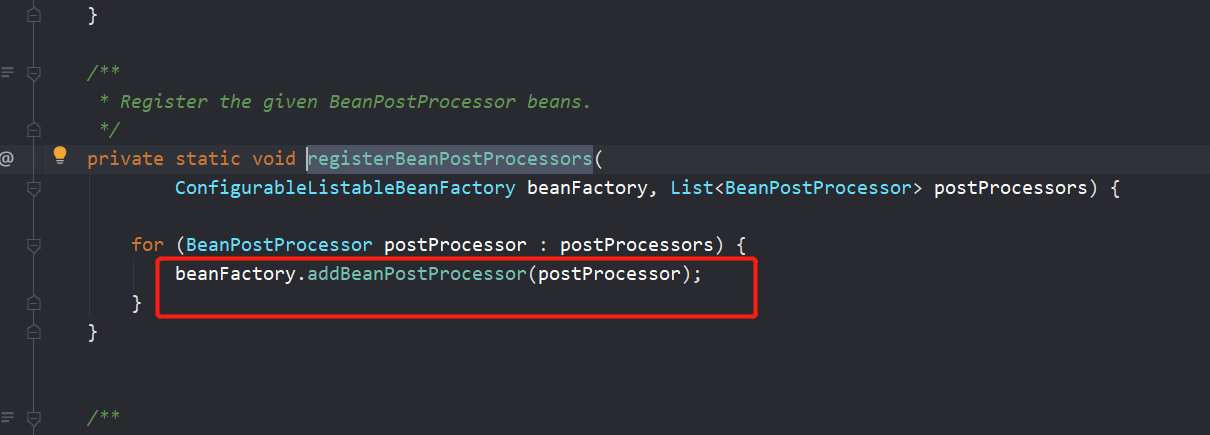 }
/**
* Register the given BeanPostProcessor beans.
*/
@ private static void registerBeanPostProcessors(
ConfigurableListableBeanFactory beanFactory, List<BeanPostProcessor> postProcessors) {
for (BeanPostProcessor postProcessor : postProcessors) {
beanFactory.addBeanPostProcessor(postProcessor);
}
}
/**